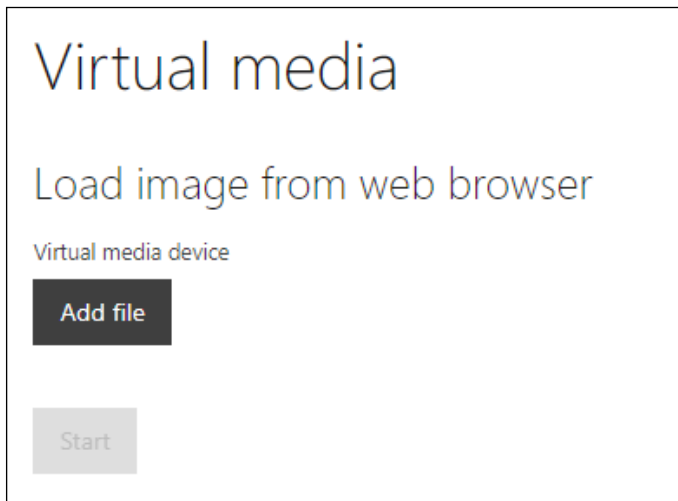 Virtual media
Load image from web browser
Virtual media device
Add file
Start